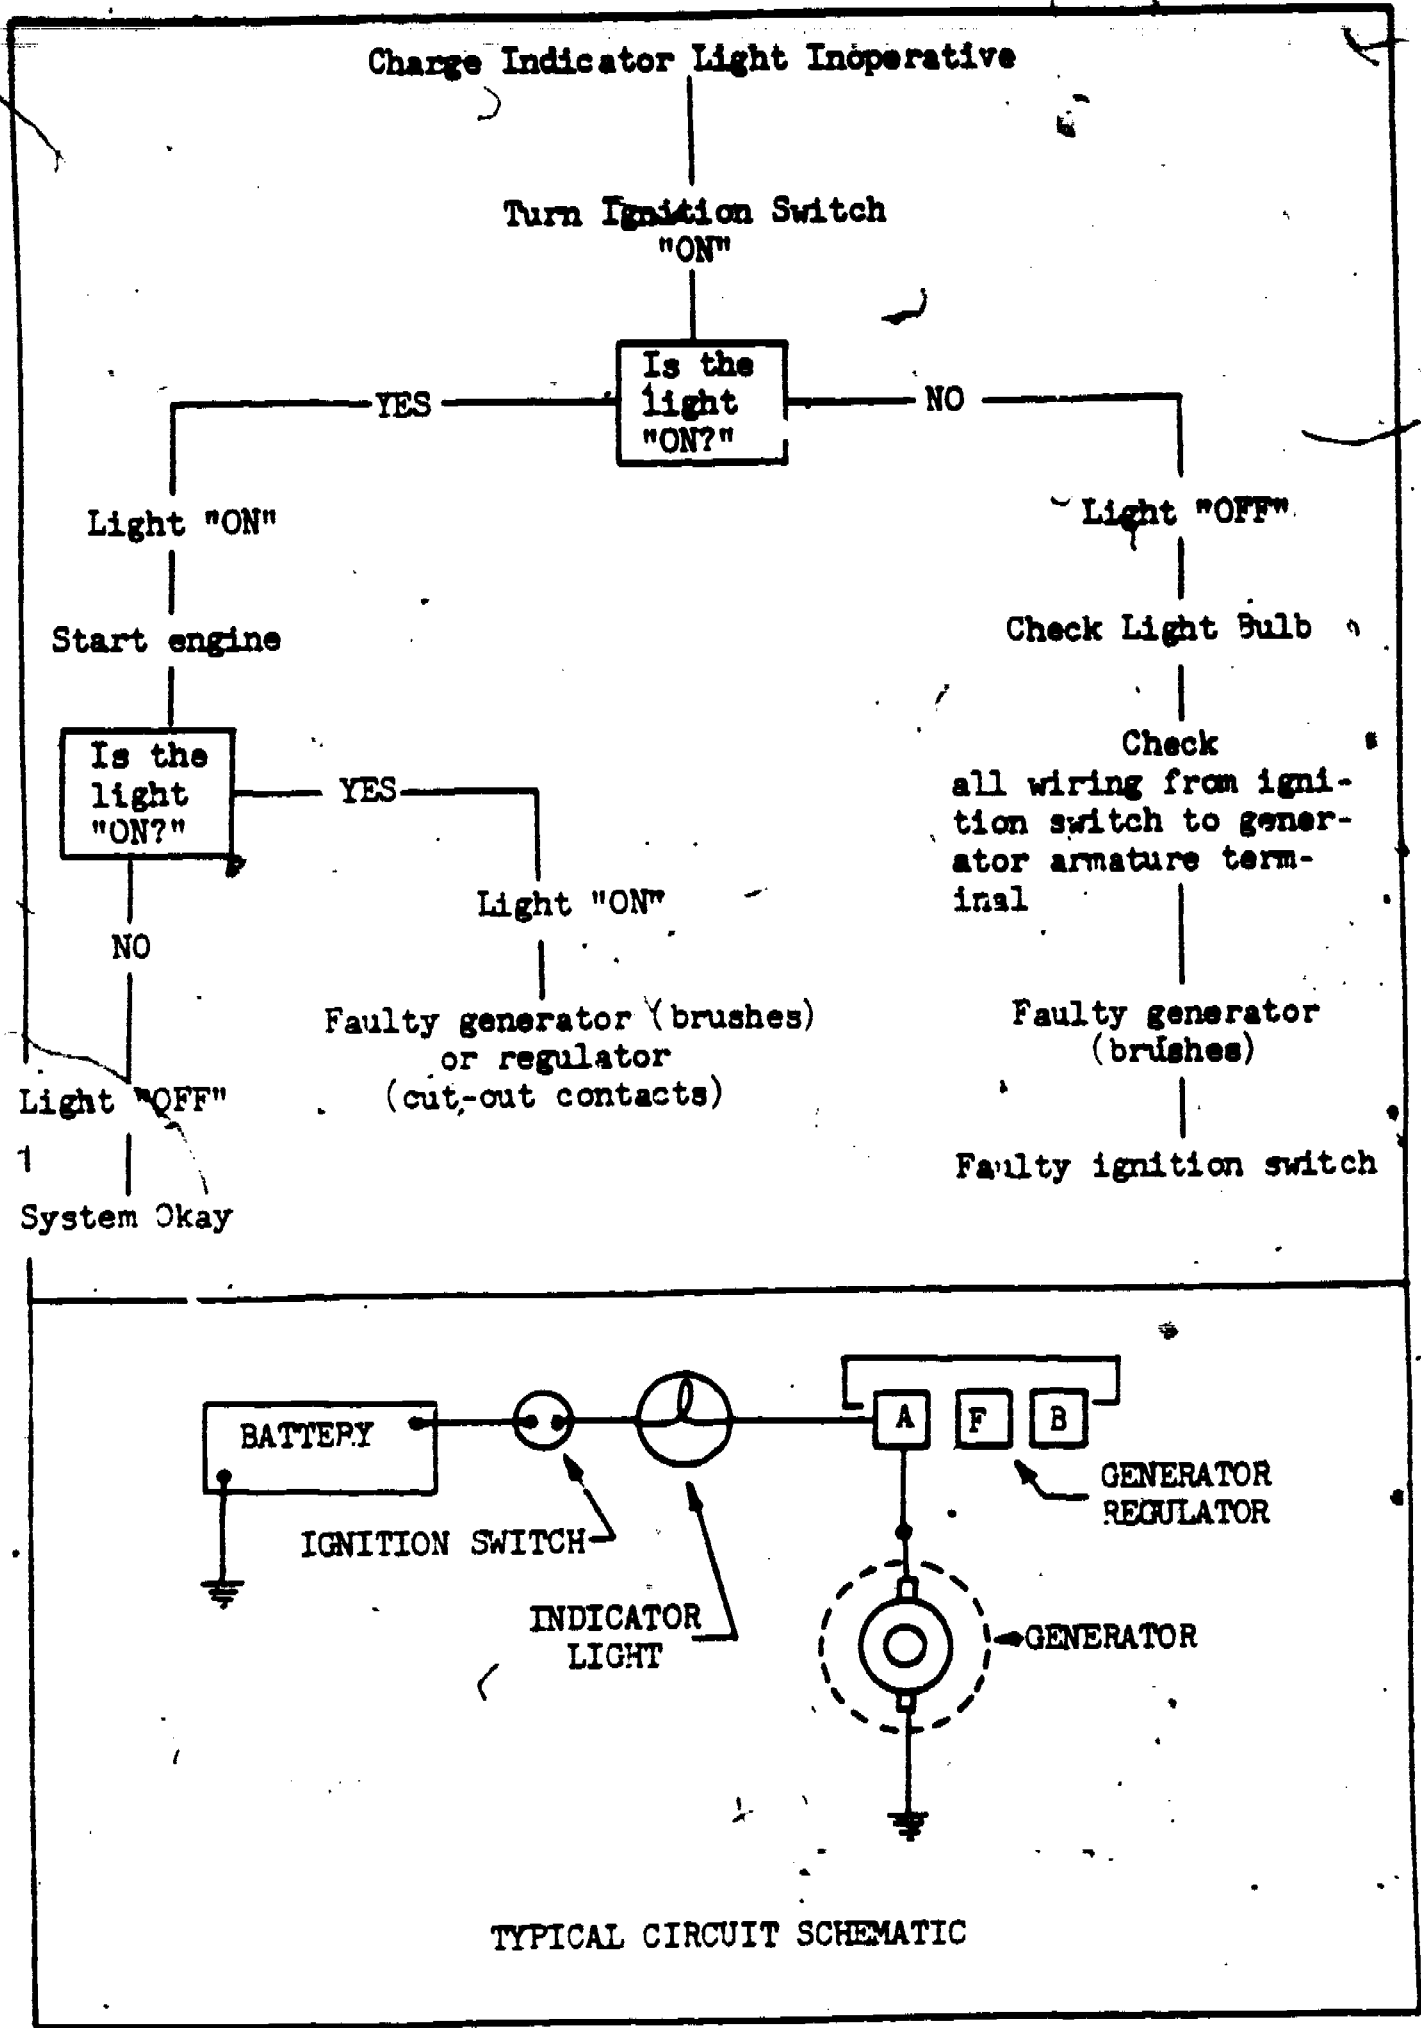 Charge Indicator Light Inoperative
Turn Ignition Switch
"ON"
Is the
light
"ON?"
YES
NO
Light "ON"
Light "OFF"
Start engine
Check Light Bulb
Is the
light
"ON?"
YES
Check
all wiring from igni-
tion switch to gener-
ator armature term-
inal
NO
Light "ON"
Faulty generator (brushes)
or regulator
(cut-out contacts)
Faulty generator
(brushes)
Light "OFF"
Faulty ignition switch
System Okay
BATTERY
A
F
B
GENERATOR
REGULATOR
IGNITION SWITCH
INDICATOR
LIGHT
GENERATOR
TYPICAL CIRCUIT SCHEMATIC